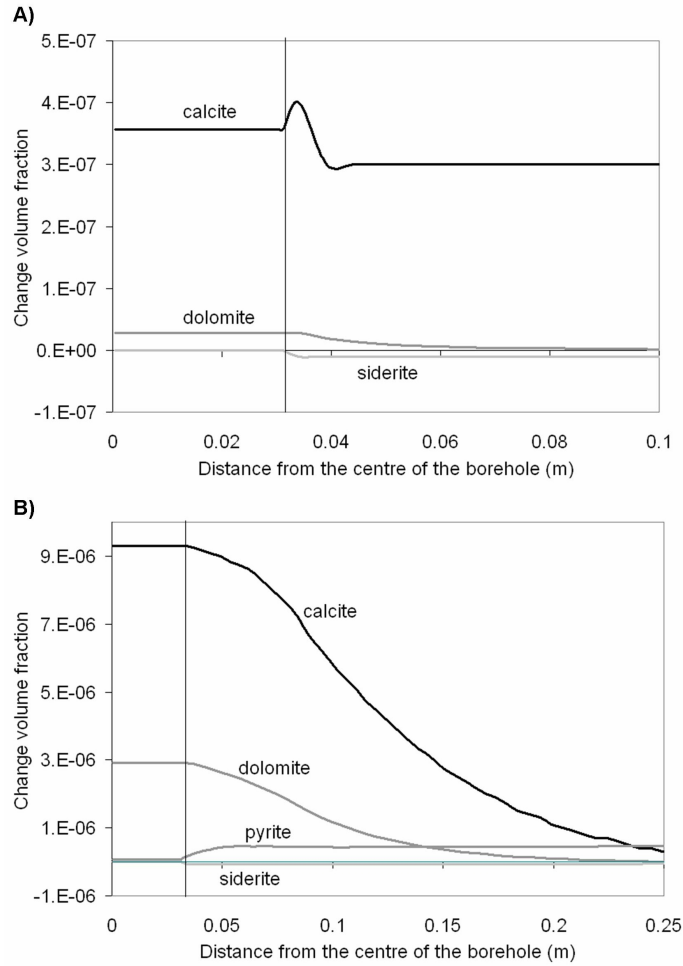 A)
5.E-07
4.E-07
3.E-07
2.E-07
1.E-07
0.E+00
-1.E-07
Change volume fraction
calcite
dolomite
siderite
0 0.02 0.04 0.06 0.08 0.1
Distance from the centre of the borehole (m)
B)
9.E-06
7.E-06
5.E-06
3.E-06
1.E-06
-1.E-06
Change volume fraction
calcite
dolomite
pyrite
siderite
0 0.05 0.1 0.15 0.2 0.25
Distance from the centre of the borehole (m)